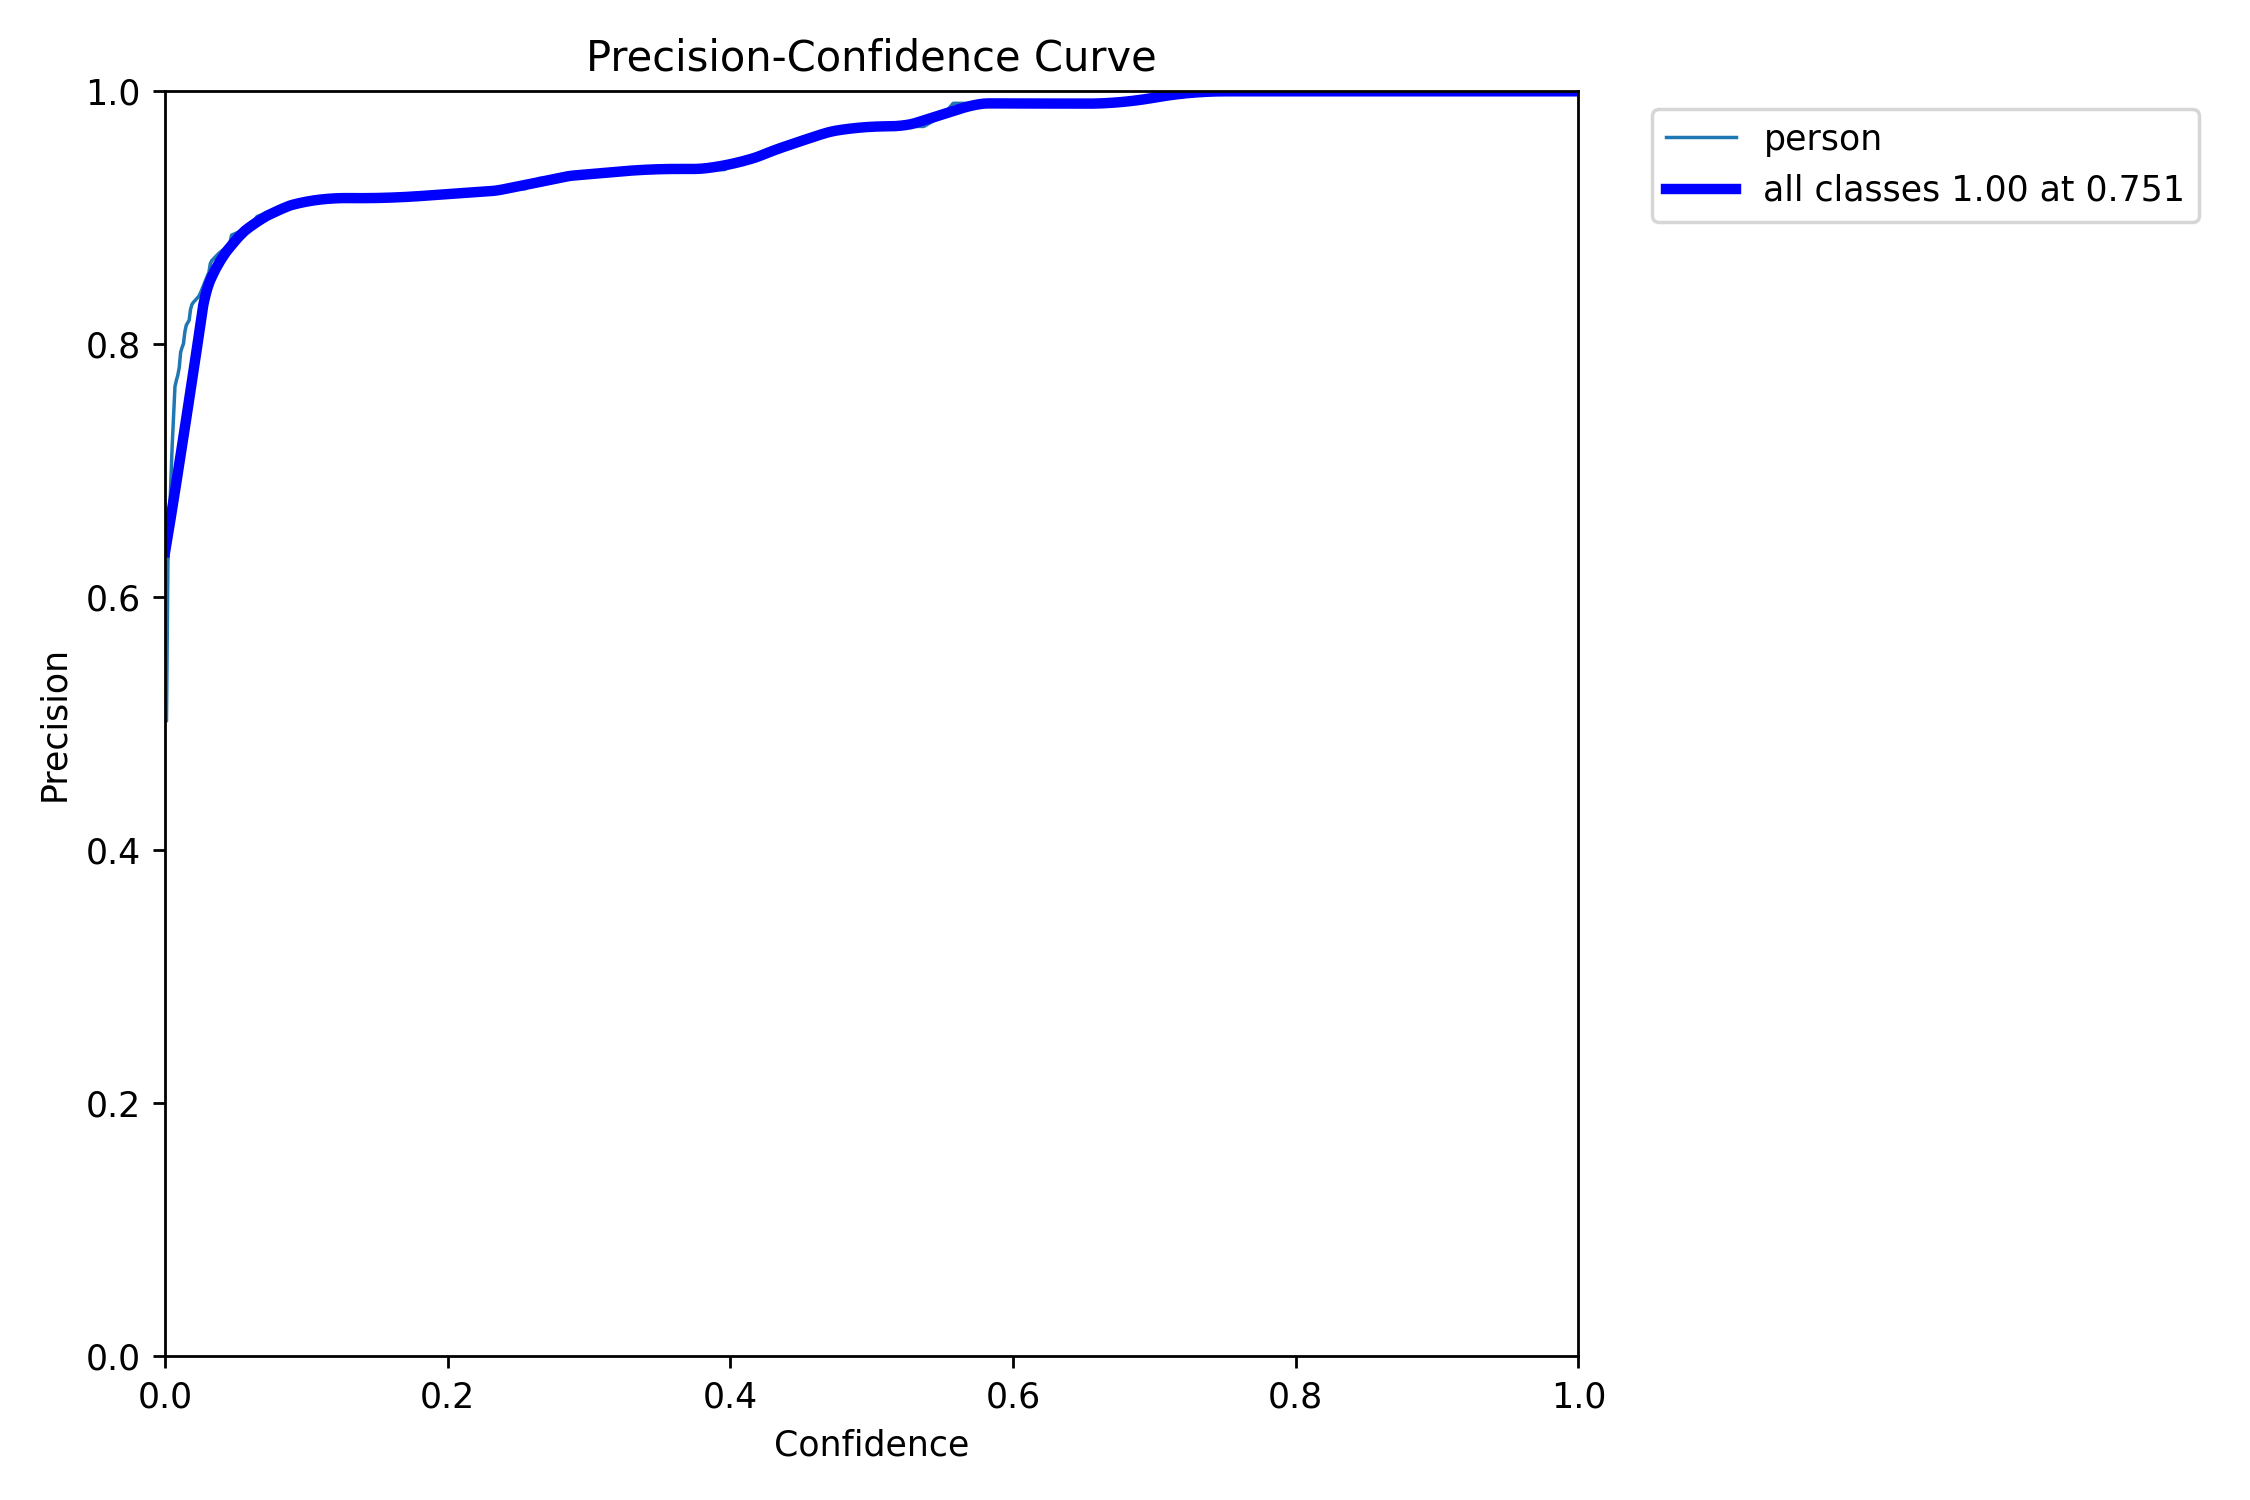 Precision-Confidence Curve
1.0
0.8
0.6
0.4
0.2
0.0
Precision
0.0 0.2 0.4 0.6 0.8 1.0
Confidence
person
all classes 1.00 at 0.751